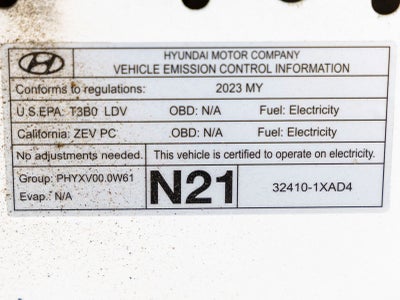 HYUNDAI MOTOR COMPANY
VEHICLE EMISSION CONTROL INFORMATION
Conforms to regulations: 2023 MY
U.S.EPA: T3B0 LDV OBD: N/A Fuel: Electricity
California: ZEV PC OBD: N/A Fuel: Electricity
No adjustments needed. This vehicle is certified to operate on electricity.
Group: PHYXV00.0W61
Evap.: N/A
N21
32410-1XAD4